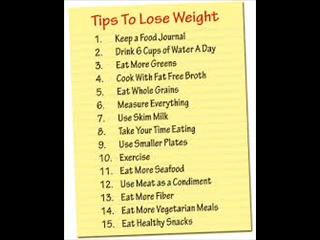 Tips To Lose Weight
1. Keep a Food Journal
2. Drink 6 Cups of Water A Day
3. Eat More Greens
4. Cook With Fat Free Broth
5. Eat Whole Grains
6. Measure Everything
7. Use Skim Milk
8. Take Your Time Eating
9. Use Smaller Plates
10. Exercise
11. Eat More Seafood
12. Use Meat as a Condiment
13. Eat More Fiber
14. Eat More Vegetarian Meals
15. Eat Healthy Snacks